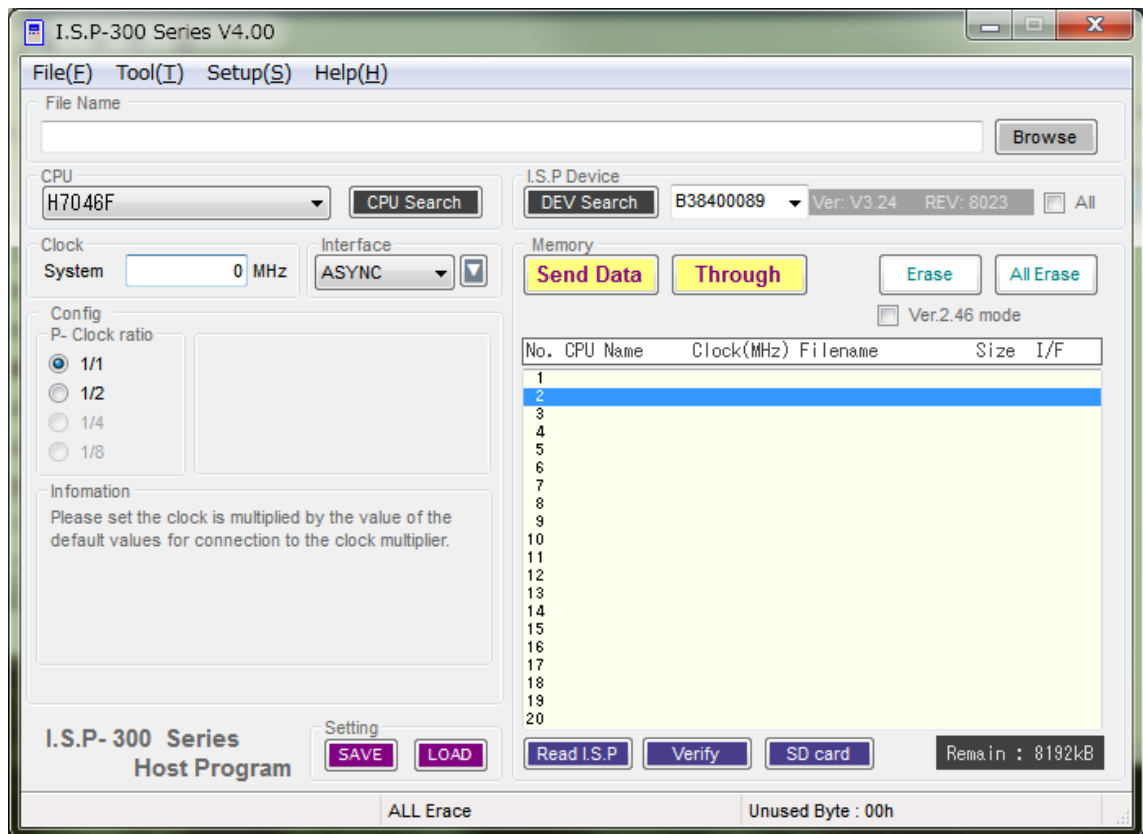 I.S.P-300 Series V4.00
File(F) Tool(T) Setup(S) Help(H)
File Name
Browse
CPU
H7046F
CPU Search
I.S.P Device
DEV Search
B38400089
Ver: V3.24 REV: 8023
All
Clock
System 0 MHz
Interface
ASYNC
Memory
Send Data
Through
Erase
All Erase
Ver.2.46 mode
Config
P- Clock ratio
1/1
1/2
1/4
1/8
Infomation
Please set the clock is multiplied by the value of the
default values for connection to the clock multiplier.
No. CPU Name Clock(MHz) Filename Size I/F
1
2
3
4
5
6
7
8
9
10
11
12
13
14
15
16
17
18
19
20
I.S.P- 300 Series
Host Program
Setting
SAVE
LOAD
Read I.S.P
Verify
SD card
Remain : 8192kB
ALL Erace
Unused Byte : 00h